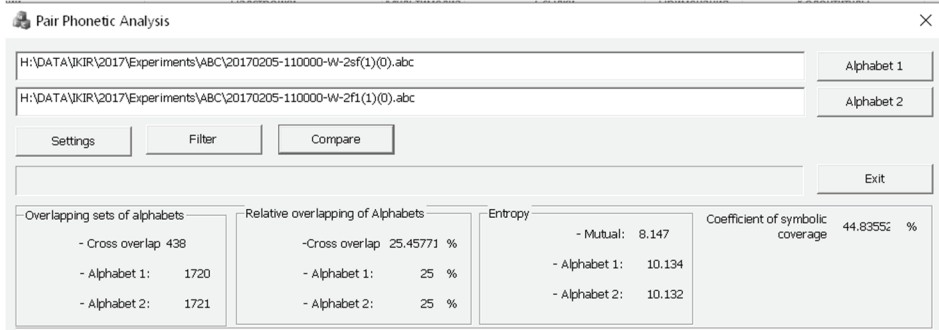 Pair Phonetic Analysis
H:\DATA\IKIR\2017\Experiments\ABC\20170205-110000-W-2sf(1)(0).abc
Alphabet 1
H:\DATA\IKIR\2017\Experiments\ABC\20170205-110000-W-2f1(1)(0).abc
Alphabet 2
Settings
Filter
Compare
Exit
Overlapping sets of alphabets
- Cross overlap 438
- Alphabet 1: 1720
- Alphabet 2: 1721
Relative overlapping of Alphabets
-Cross overlap 25.45771 %
- Alphabet 1: 25 %
- Alphabet 2: 25 %
Entropy
- Mutual: 8.147
- Alphabet 1: 10.134
- Alphabet 2: 10.132
Coefficient of symbolic
coverage 44.83552 %